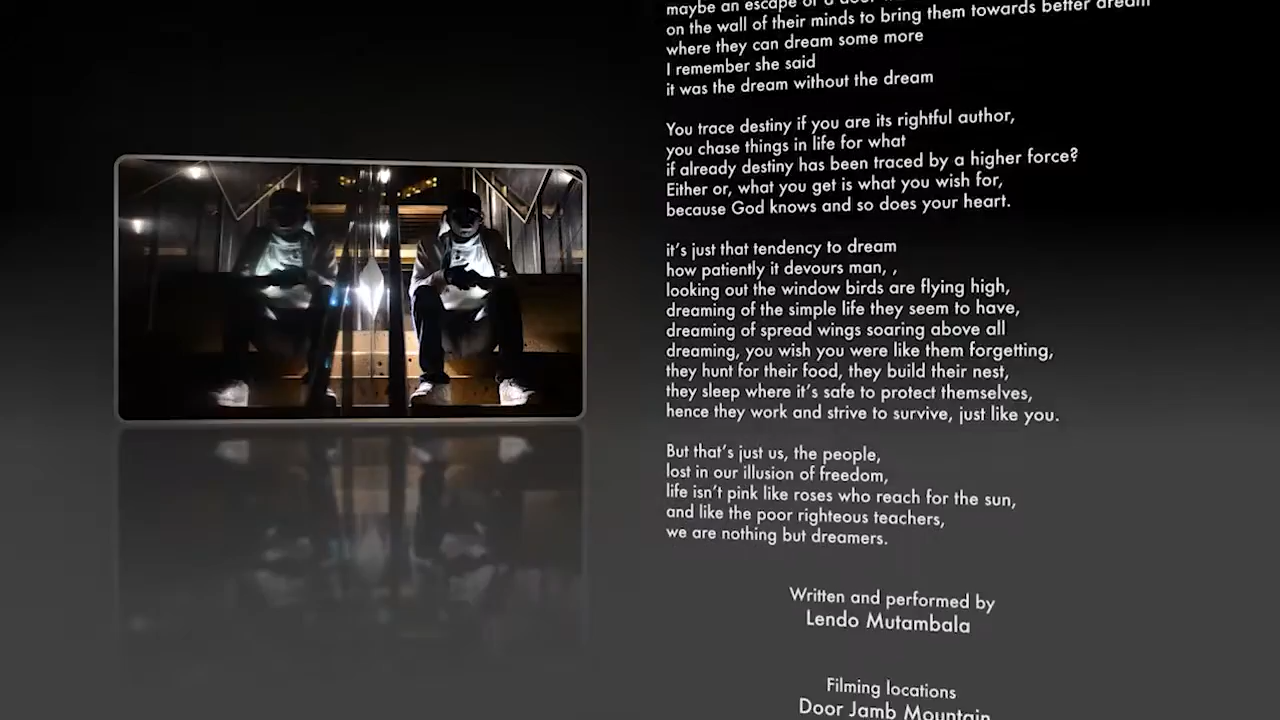 maybe an escape or a door
on the wall of their minds to bring them towards better dream
where they can dream some more
I remember she said
it was the dream without the dream
You trace destiny if you are its rightful author,
you chase things in life for what
if already destiny has been traced by a higher force?
Either or, what you get is what you wish for,
because God knows and so does your heart.
it's just that tendency to dream
how patiently it devours man, ,
looking out the window birds are flying high,
dreaming of the simple life they seem to have,
dreaming of spread wings soaring above all
dreaming, you wish you were like them forgetting,
they hunt for their food, they build their nest,
they sleep where it's safe to protect themselves,
hence they work and strive to survive, just like you.
But that's just us, the people,
lost in our illusion of freedom,
life isn't pink like roses who reach for the sun,
and like the poor righteous teachers,
we are nothing but dreamers.
Written and performed by
Lendo Mutambala
Filming locations
Door Jamb Mountain